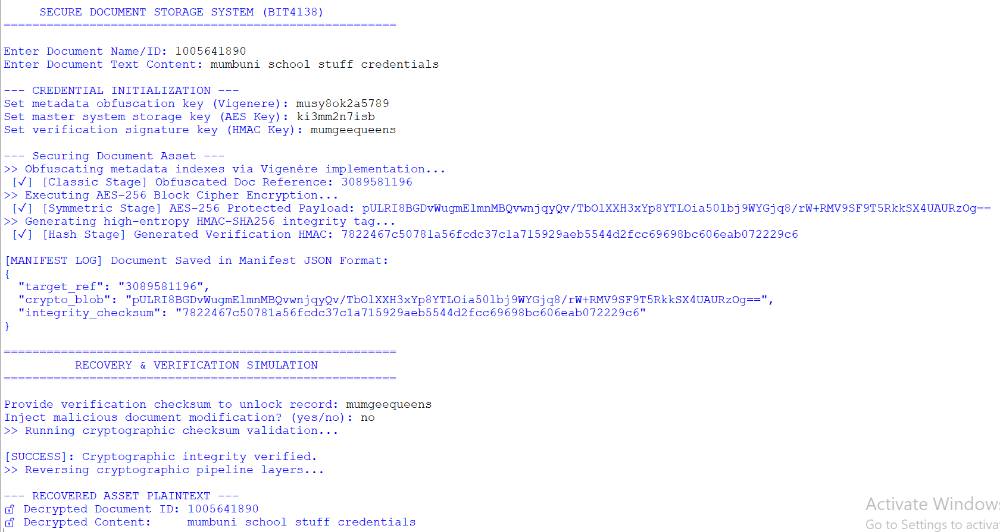 SECURE DOCUMENT STORAGE SYSTEM (BIT4138)
=======================================================
Enter Document Name/ID: 1005641890
Enter Document Text Content: mumbuni school stuff credentials
--- CREDENTIAL INITIALIZATION ---
Set metadata obfuscation key (Vigenere): musy8ok2a5789
Set master system storage key (AES Key): ki3mm2n7isb
Set verification signature key (HMAC Key): mumgeequeens
--- Securing Document Asset ---
>> Obfuscating metadata indexes via Vigenère implementation...
[✓] [Classic Stage] Obfuscated Doc Reference: 3089581196
>> Executing AES-256 Block Cipher Encryption...
[✓] [Symmetric Stage] AES-256 Protected Payload: pULRI8BGDvWugmElmnMBQvwnjqyQv/TbOlXXH3xYp8YTLOia50lbj9WYGjq8/rW+RMV9SF9T5RkkSX4UAURzOg==
>> Generating high-entropy HMAC-SHA256 integrity tag...
[✓] [Hash Stage] Generated Verification HMAC: 7822467c50781a56fcdc37c1a715929aeb5544d2fcc69698bc606eab072229c6
[MANIFEST LOG] Document Saved in Manifest JSON Format:
{
"target_ref": "3089581196",
"crypto_blob": "pULRI8BGDvWugmElmnMBQvwnjqyQv/TbOlXXH3xYp8YTLOia50lbj9WYGjq8/rW+RMV9SF9T5RkkSX4UAURzOg==",
"integrity_checksum": "7822467c50781a56fcdc37c1a715929aeb5544d2fcc69698bc606eab072229c6"
}
=======================================================
RECOVERY & VERIFICATION SIMULATION
=======================================================
Provide verification checksum to unlock record: mumgeequeens
Inject malicious document modification? (yes/no): no
>> Running cryptographic checksum validation...
[SUCCESS]: Cryptographic integrity verified.
>> Reversing cryptographic pipeline layers...
--- RECOVERED ASSET PLAINTEXT ---
🔓 Decrypted Document ID: 1005641890
🔓 Decrypted Content: mumbuni school stuff credentials
Activate Windows
Go to Settings to activa